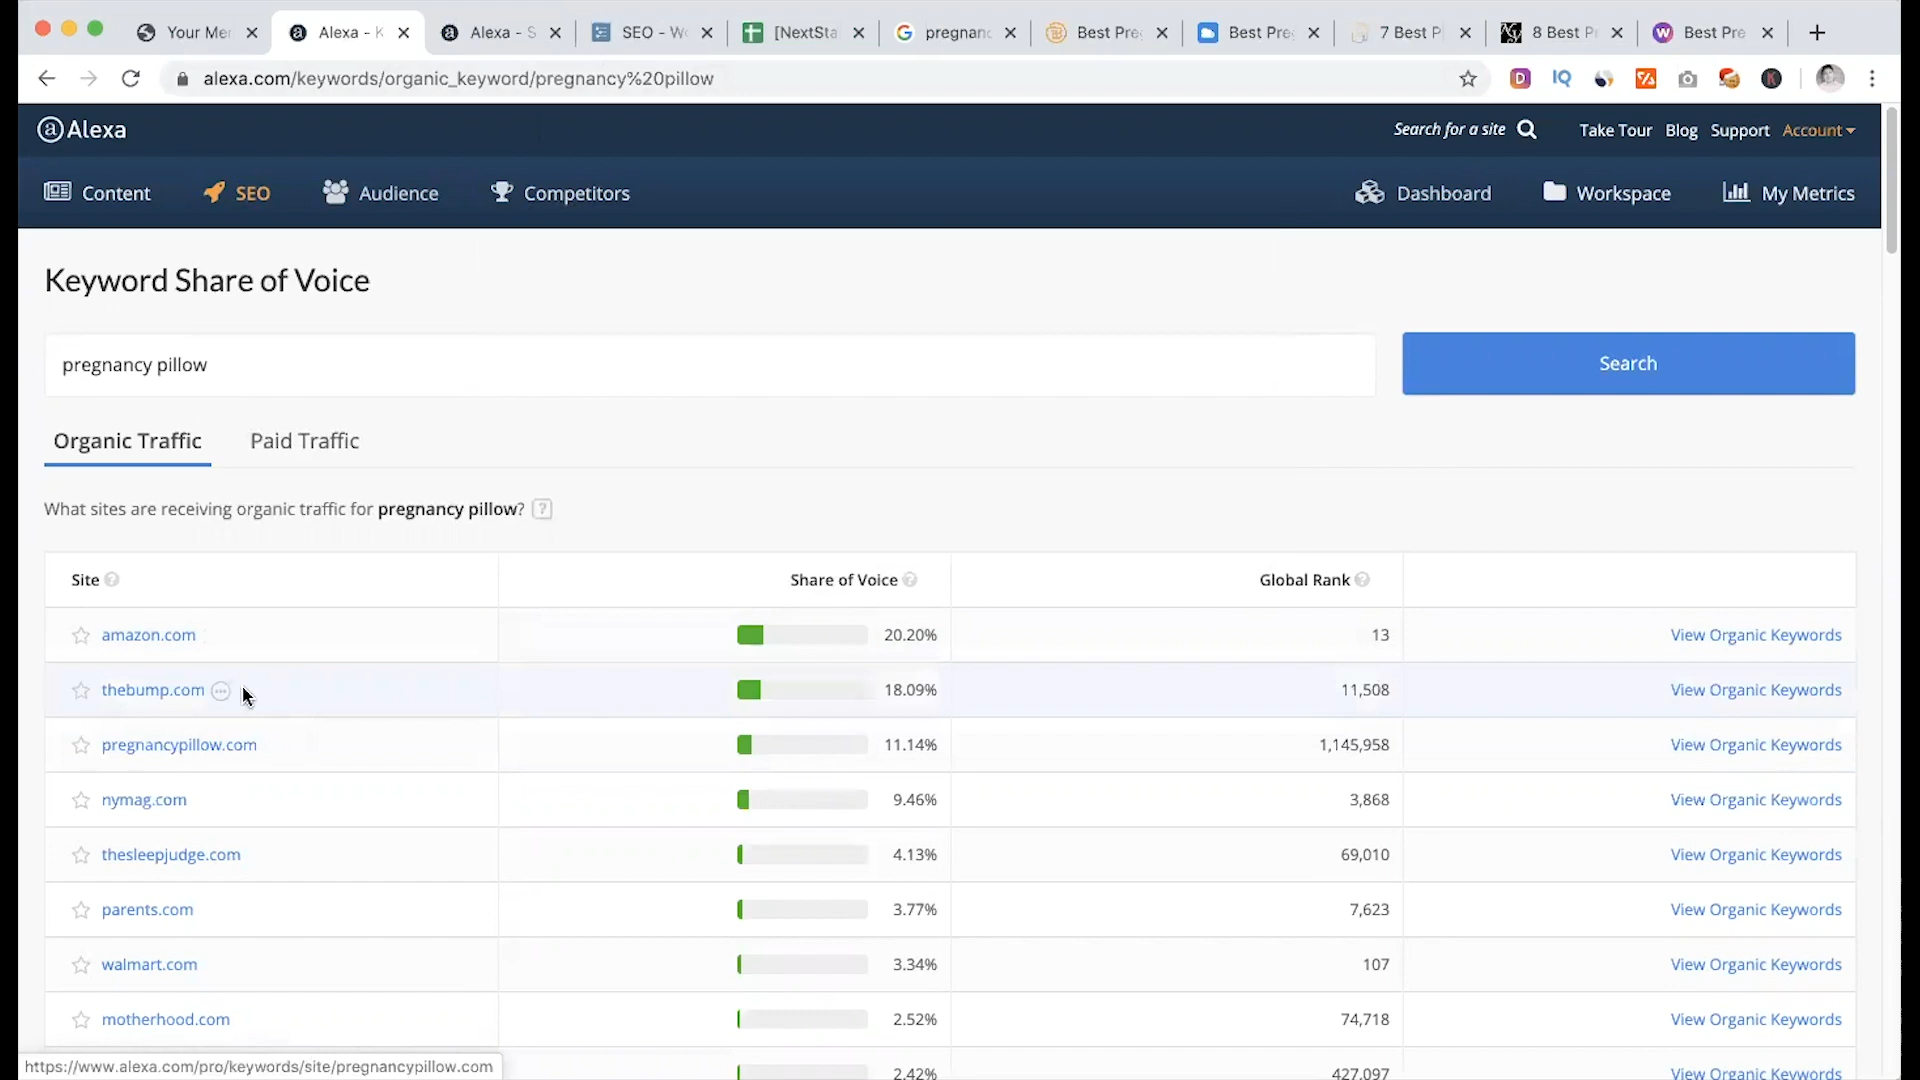 Your Mer
Alexa - K
Alexa - S
SEO - Wo
[NextSta
pregnanc
Best Preg
Best Preg
7 Best P
8 Best Pr
Best Pre
alexa.com/keywords/organic_keyword/pregnancy%20pillow
Alexa
Search for a site
Take Tour
Blog
Support
Account
Content
SEO
Audience
Competitors
Dashboard
Workspace
My Metrics
Keyword Share of Voice
pregnancy pillow
Search
Organic Traffic
Paid Traffic
What sites are receiving organic traffic for pregnancy pillow? ?
Site ? Share of Voice ? Global Rank ?
amazon.com 20.20% 13 View Organic Keywords
thebump.com 18.09% 11,508 View Organic Keywords
pregnancypillow.com 11.14% 1,145,958 View Organic Keywords
nymag.com 9.46% 3,868 View Organic Keywords
thesleepjudge.com 4.13% 69,010 View Organic Keywords
parents.com 3.77% 7,623 View Organic Keywords
walmart.com 3.34% 107 View Organic Keywords
motherhood.com 2.52% 74,718 View Organic Keywords
2.42% 427,097 View Organic Keywords
https://www.alexa.com/pro/keywords/site/pregnancypillow.com